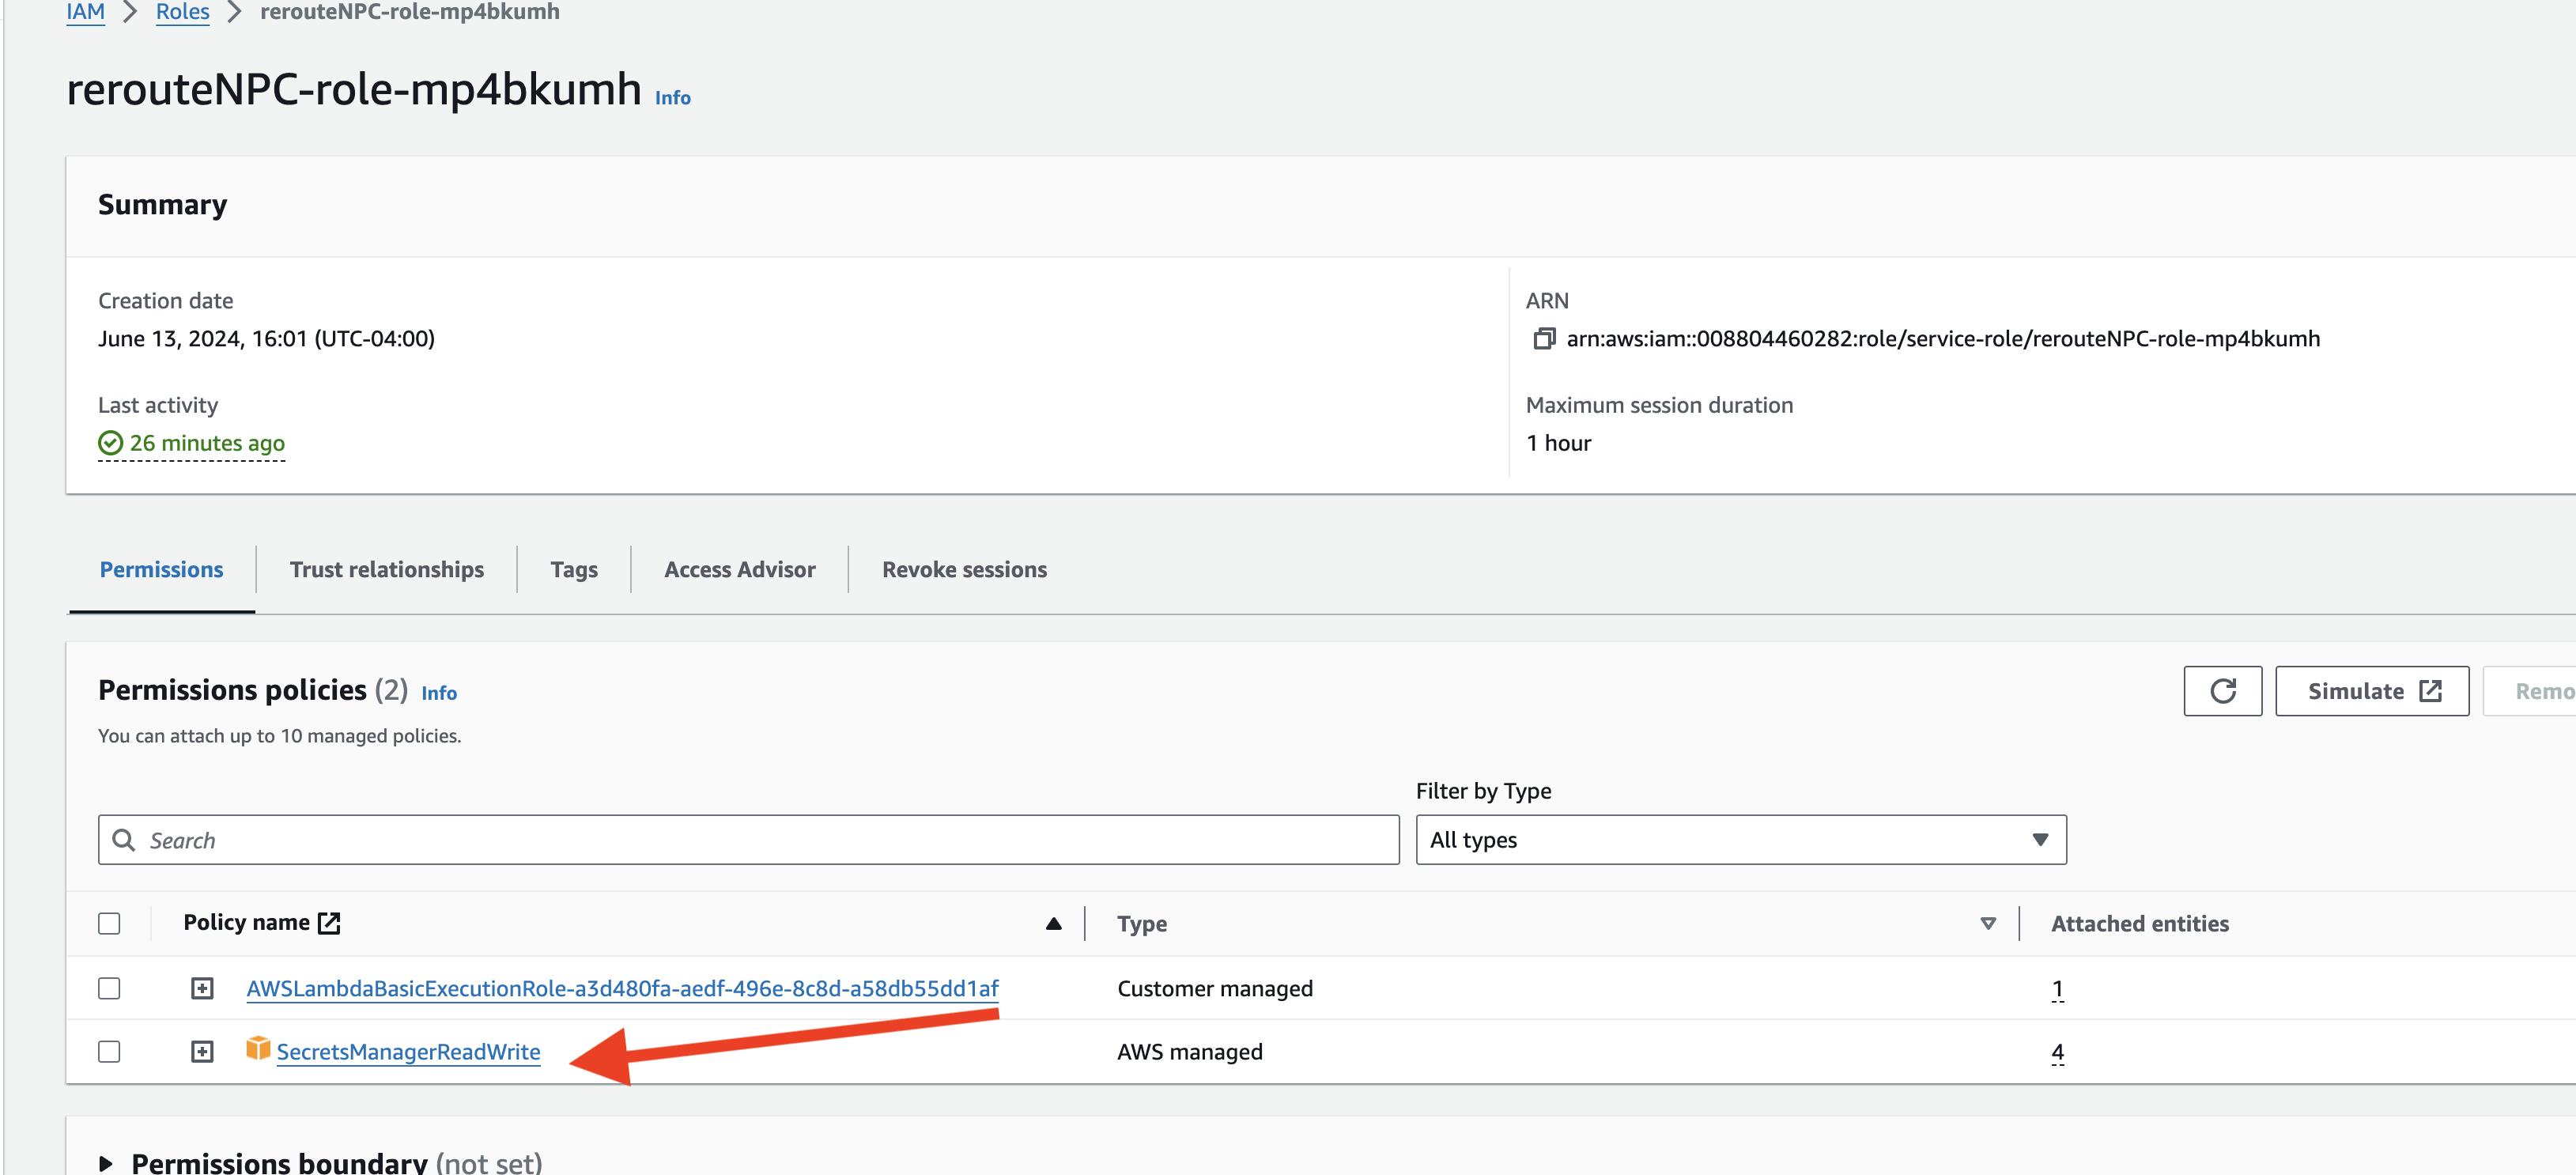 IAM > Roles > rerouteNPC-role-mp4bkumh
rerouteNPC-role-mp4bkumh Info
Summary
Creation date
June 13, 2024, 16:01 (UTC-04:00)
ARN
arn:aws:iam::008804460282:role/service-role/rerouteNPC-role-mp4bkumh
Last activity
26 minutes ago
Maximum session duration
1 hour
Permissions
Trust relationships
Tags
Access Advisor
Revoke sessions
Permissions policies (2) Info
You can attach up to 10 managed policies.
Simulate
Remo
Filter by Type
Search
All types
Policy name
Type
Attached entities
AWSLambdaBasicExecutionRole-a3d480fa-aedf-496e-8c8d-a58db55dd1af
Customer managed
1
SecretsManagerReadWrite
AWS managed
4
Permissions boundary (not set)